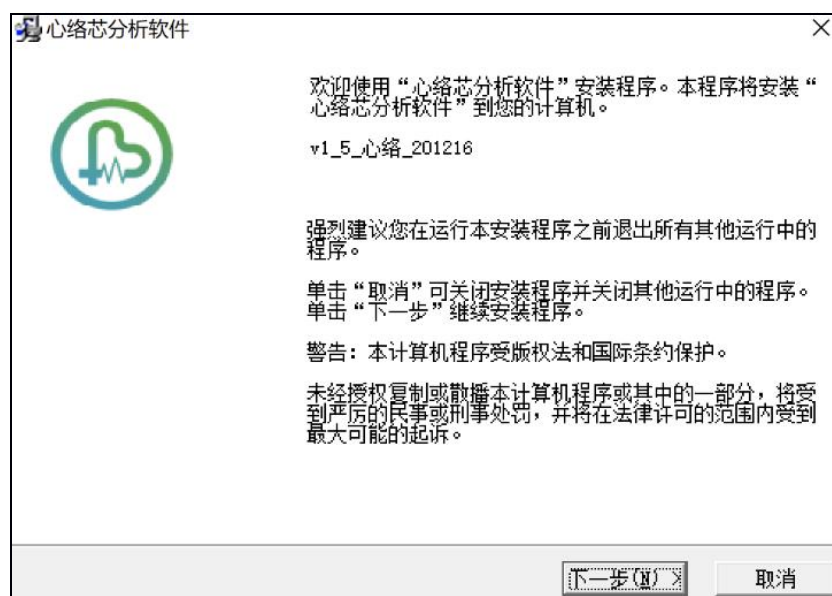 心络芯分析软件
欢迎使用“心络芯分析软件”安装程序。本程序将安装“
心络芯分析软件”到您的计算机。
v1_5_心络_201216
强烈建议您在运行本安装程序之前退出所有其他运行中的
程序。
单击“取消”可关闭安装程序并关闭其他运行中的程序。
单击“下一步”继续安装程序。
警告：本计算机程序受版权法和国际条约保护。
未经授权复制或散播本计算机程序或其中的一部分，将受
到严厉的民事或刑事处罚，并将在法律许可的范围内受到
最大可能的起诉。
下一步(N) >
取消